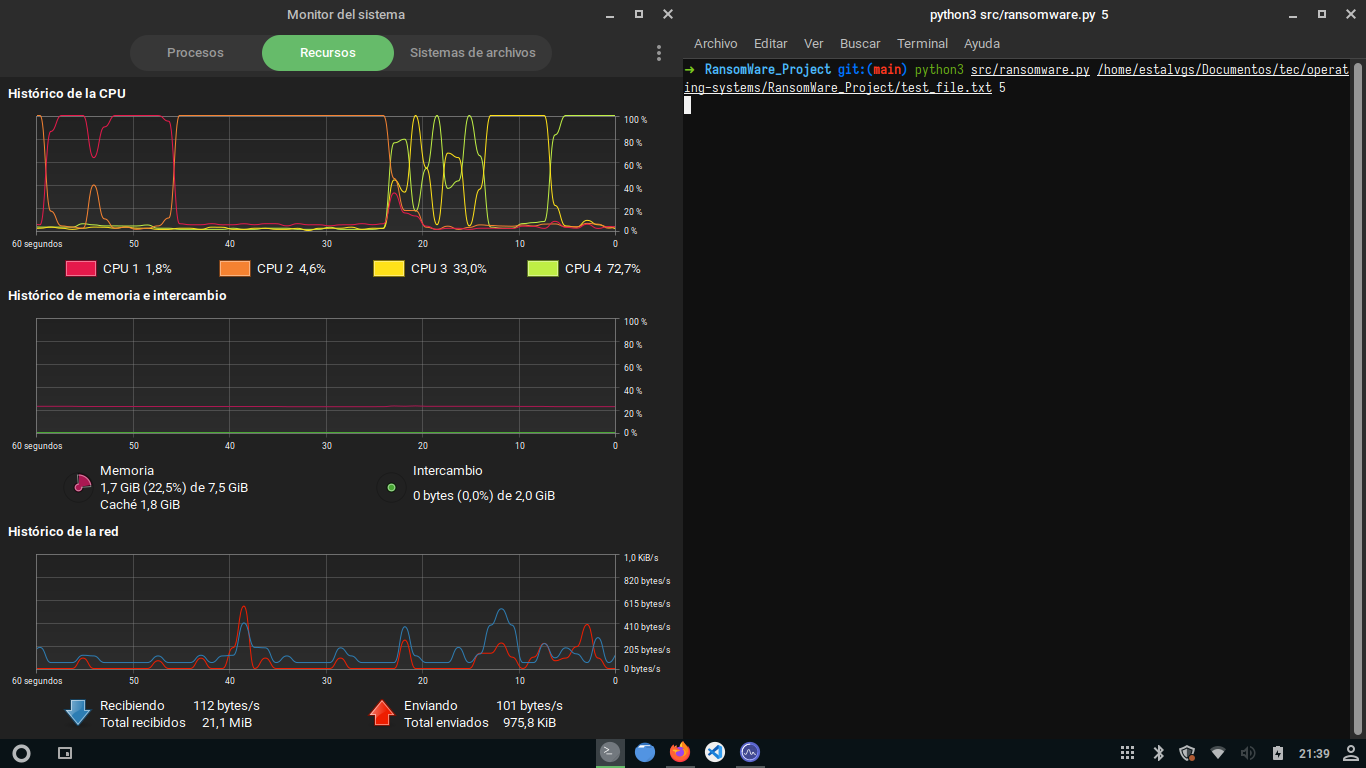 Monitor del sistema
Procesos
Recursos
Sistemas de archivos
Histórico de la CPU
100 %
80 %
60 %
40 %
20 %
0 %
60 segundos 50 40 30 20 10 0
CPU 1 1,8% CPU 2 4,6% CPU 3 33,0% CPU 4 72,7%
Histórico de memoria e intercambio
100 %
80 %
60 %
40 %
20 %
0 %
60 segundos 50 40 30 20 10 0
Memoria
1,7 GiB (22,5%) de 7,5 GiB
Caché 1,8 GiB
Intercambio
0 bytes (0,0%) de 2,0 GiB
Histórico de la red
1,0 KiB/s
820 bytes/s
615 bytes/s
410 bytes/s
205 bytes/s
0 bytes/s
60 segundos 50 40 30 20 10 0
Recibiendo 112 bytes/s
Total recibidos 21,1 MiB
Enviando 101 bytes/s
Total enviados 975,8 KiB
python3 src/ransomware.py 5
Archivo Editar Ver Buscar Terminal Ayuda
➜ RansomWare_Project git:(main) python3 src/ransomware.py /home/estalvgs/Documentos/tec/operat
ing-systems/RansomWare_Project/test_file.txt 5
21:39